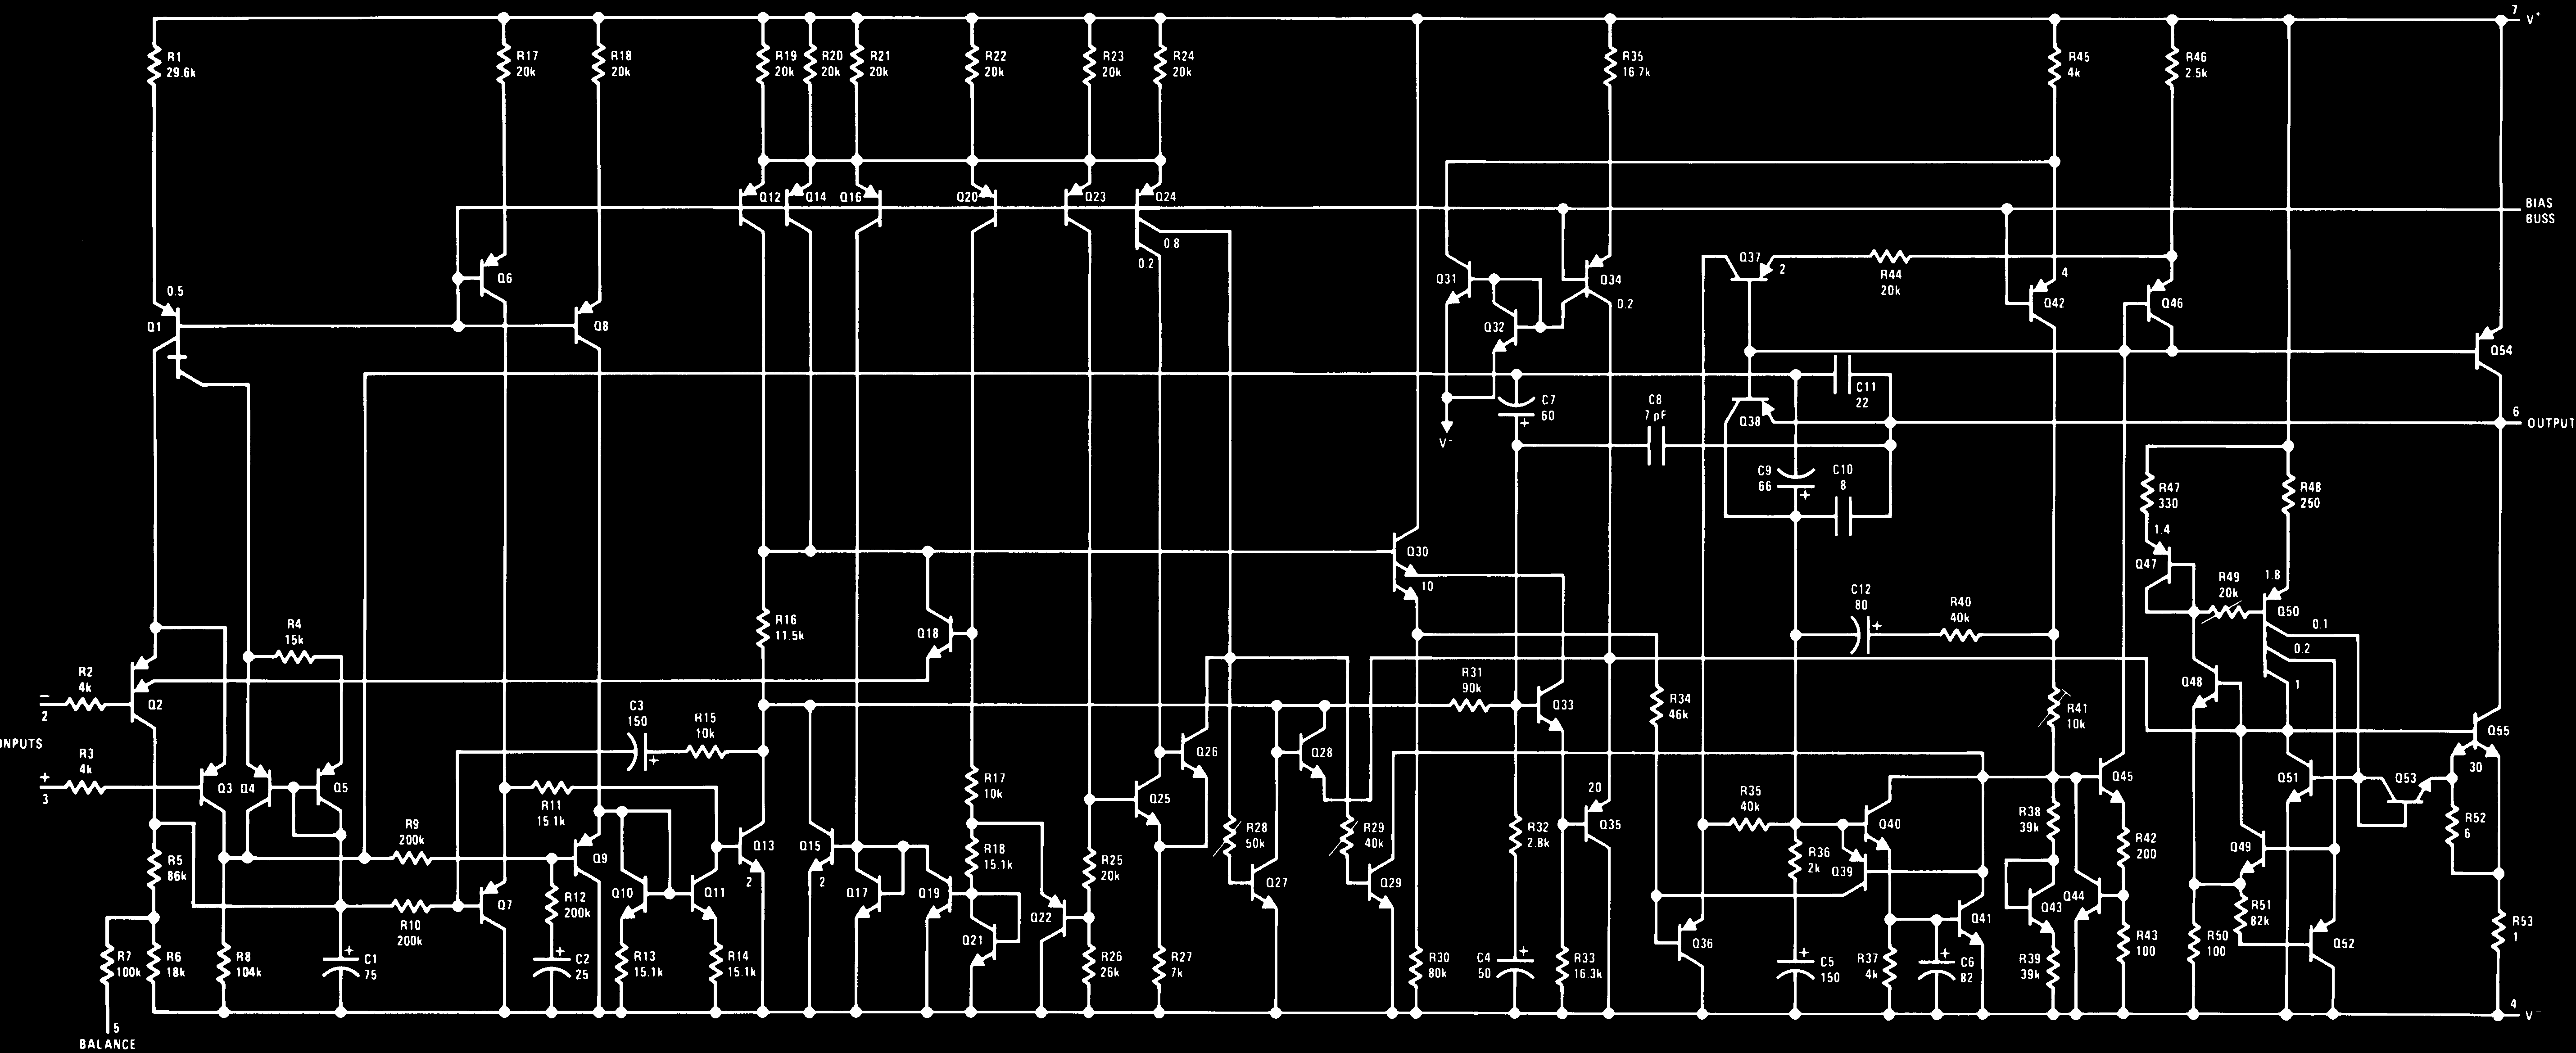 7 V+
R1
29.6k
R17
20k
R18
20k
R19
20k
R20
20k
R21
20k
R22
20k
R23
20k
R24
20k
R35
16.7k
R45
4k
R46
2.5k
Q12
Q14
Q16
Q20
Q23
Q24
BIAS
BUSS
0.8
0.2
Q6
Q31
Q34
Q32
0.2
Q37
2
R44
20k
4
Q42
Q46
0.5
Q1
Q8
Q54
C7
60
C8
7 pF
C11
22
Q38
V-
6
OUTPUT
C9
66
C10
8
R47
330
R48
250
1.4
Q47
Q30
10
R49
20k
1.8
Q50
0.1
0.2
1
C12
80
R40
40k
R4
15k
R16
11.5k
Q18
R2
4k
−
2
Q2
C3
150
R15
10k
R31
90k
Q33
R34
46k
R41
10k
Q48
Q55
30
INPUTS
R3
4k
+
3
Q3
Q4
Q5
R11
15.1k
R17
10k
Q26
Q28
Q25
20
Q35
R35
40k
Q40
Q45
Q51
Q53
R52
6
R5
86k
R9
200k
Q9
Q13
2
Q15
2
R18
15.1k
R25
20k
R28
50k
R29
40k
R32
2.8k
R36
2k
Q39
R38
39k
R42
200
Q49
Q7
R12
200k
Q10
Q11
Q17
Q19
Q22
Q27
Q29
Q41
Q43
Q44
R51
82k
R10
200k
Q21
Q36
Q52
R53
1
R7
100k
R6
18k
R8
104k
C1
75
C2
25
R13
15.1k
R14
15.1k
R26
26k
R27
7k
R30
80k
C4
50
R33
16.3k
C5
150
R37
4k
C6
82
R39
39k
R43
100
R50
100
4
V-
5
BALANCE